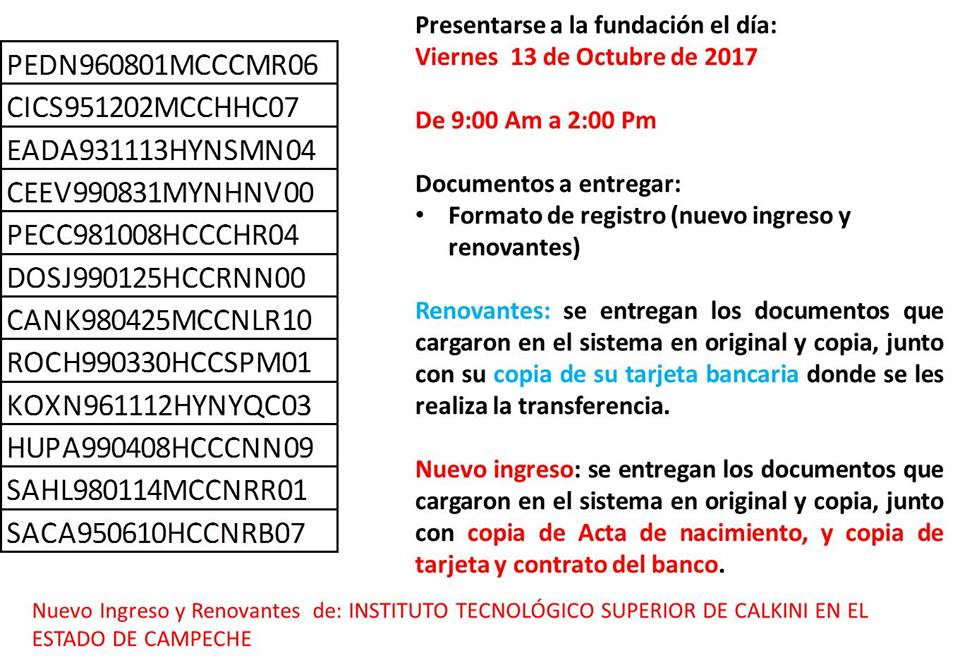 PEDN960801MCCCMR06
CICS951202MCCHHC07
EADA931113HYNSMN04
CEEV990831MYNHNV00
PECC981008HCCCHR04
DOSJ990125HCCRNN00
CANK980425MCCNLR10
ROCH990330HCCSPM01
KOXN961112HYNYQC03
HUPA990408HCCCNN09
SAHL980114MCCNRR01
SACA950610HCCNRB07
Presentarse a la fundación el día:
Viernes 13 de Octubre de 2017
De 9:00 Am a 2:00 Pm
Documentos a entregar:
• Formato de registro (nuevo ingreso y
renovantes)
Renovantes: se entregan los documentos que
cargaron en el sistema en original y copia, junto
con su copia de su tarjeta bancaria donde se les
realiza la transferencia.
Nuevo ingreso: se entregan los documentos que
cargaron en el sistema en original y copia, junto
con copia de Acta de nacimiento, y copia de
tarjeta y contrato del banco.
Nuevo Ingreso y Renovantes de: INSTITUTO TECNOLÓGICO SUPERIOR DE CALKINI EN EL
ESTADO DE CAMPECHE